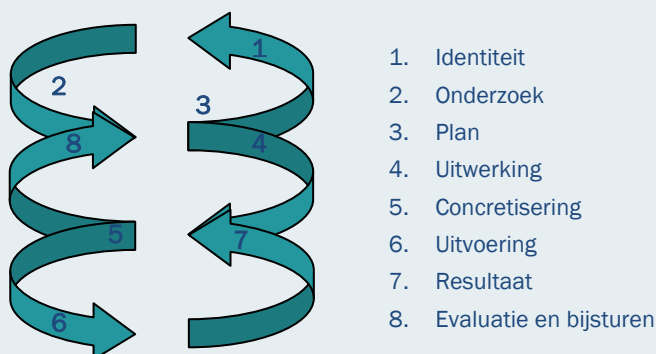 1
2
3
8
4
5
7
6
1. Identiteit
2. Onderzoek
3. Plan
4. Uitwerking
5. Concretisering
6. Uitvoering
7. Resultaat
8. Evaluatie en bijsturen